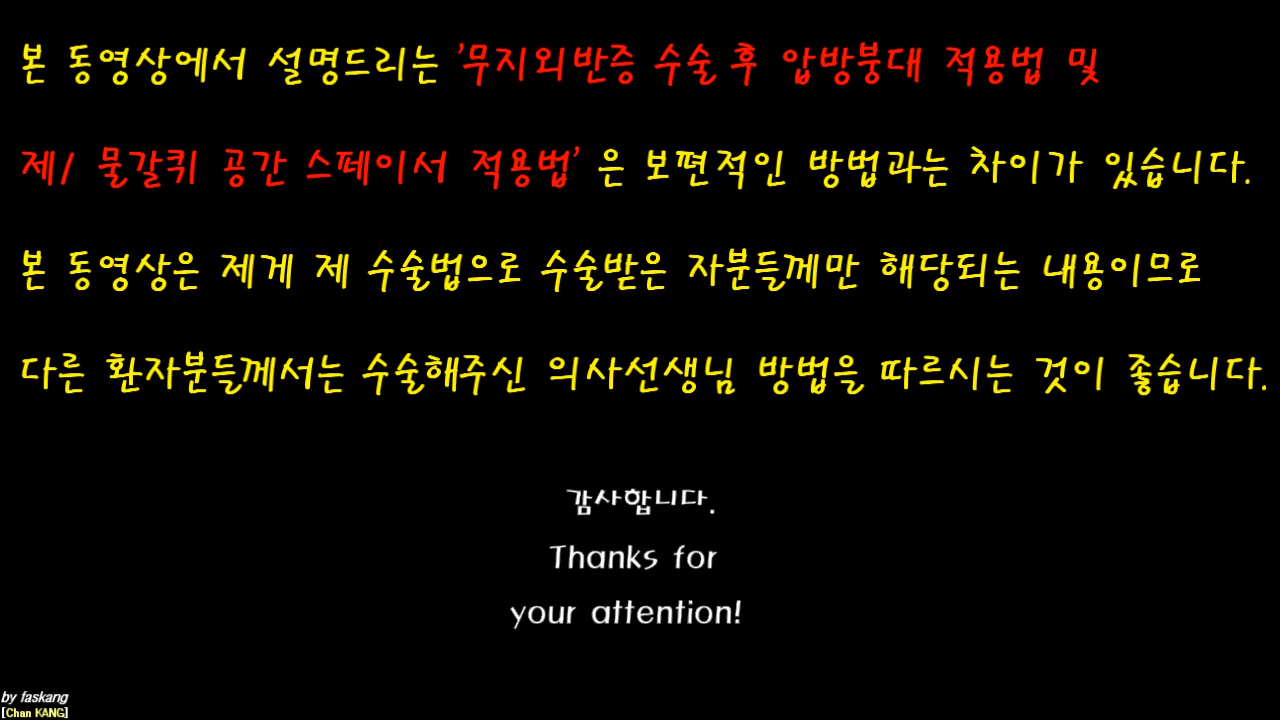 본 동영상에서 설명드리는 '무지외반증 수술 후 압방붕대 적용법 및
제/ 물갈퀴 공간 스페이서 적용법' 은 보편적인 방법과는 차이가 있습니다.
본 동영상은 제게 제 수술법으로 수술받은 자분들께만 해당되는 내용이므로
다른 환자분들께서는 수술해주신 의사선생님 방법을 따르시는 것이 좋습니다.
감사합니다.
Thanks for
your attention!
by faskang
[Chan KANG]